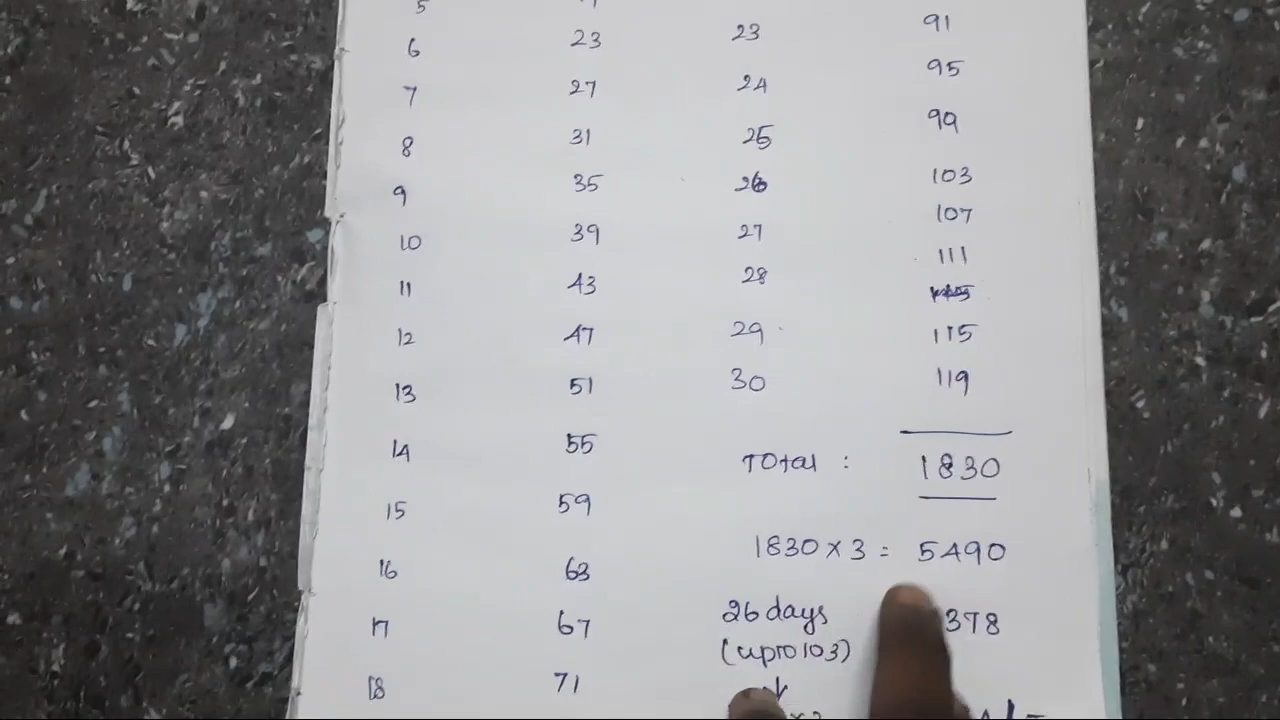 5
6 23 23 91
7 27 24 95
8 31 25 99
9 35 26 103
10 39 27 107
11 43 28 111
12 47 29 115
13 51 30 119
14 55 Total : 1830
15 59 1830 x 3 = 5490
16 63
17 67 26 days 378
(upto 103)
18 71